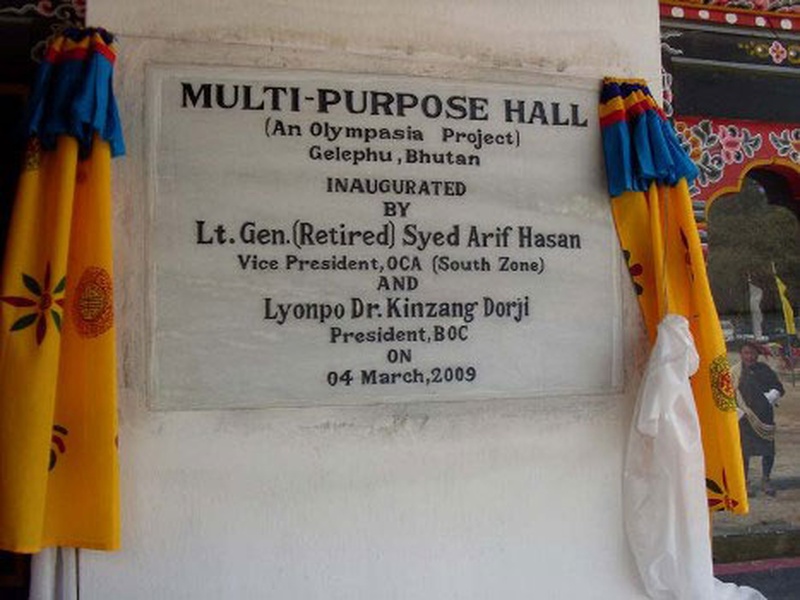 MULTI-PURPOSE HALL
(An Olympasia Project)
Gelephu, Bhutan
INAUGURATED
BY
Lt. Gen. (Retired) Syed Arif Hasan
Vice President, OCA (South Zone)
AND
Lyonpo Dr. Kinzang Dorji
President, BOC
ON
04 March, 2009